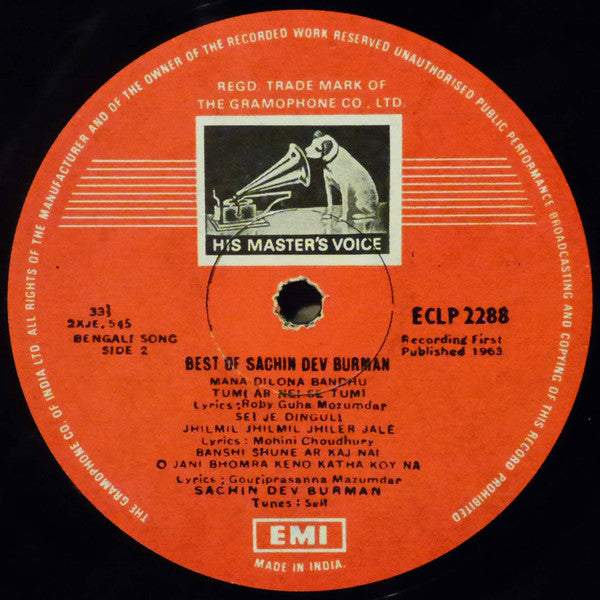 THE GRAMOPHONE CO. OF INDIA LTD. ALL RIGHTS OF THE MANUFACTURER AND OF THE OWNER OF THE RECORDED WORK RESERVED UNAUTHORISED PUBLIC PERFORMANCE BROADCASTING AND COPYING OF THIS RECORD PROHIBITED
REGD. TRADE MARK OF
THE GRAMOPHONE CO., LTD.
HIS MASTER'S VOICE
33⅓
2XJE.545
BENGALI SONG
SIDE 2
ECLP 2288
Recording First
Published 1963
BEST OF SACHIN DEV BURMAN
MANA DILONA BANDHU
TUMI AR NEI SE TUMI
Lyrics: Roby Guha Mozumdar
SEI JE DINGULI
JHILMIL JHILMIL JHILER JALE
Lyrics : Mohini Choudhury
BANSHI SHUNE AR KAJ NAI
O JANI BHOMRA KENO KATHA KOY NA
Lyrics : Gouriprasanna Mazumdar
SACHIN DEV BURMAN
Tunes : Self
EMI
MADE IN INDIA.